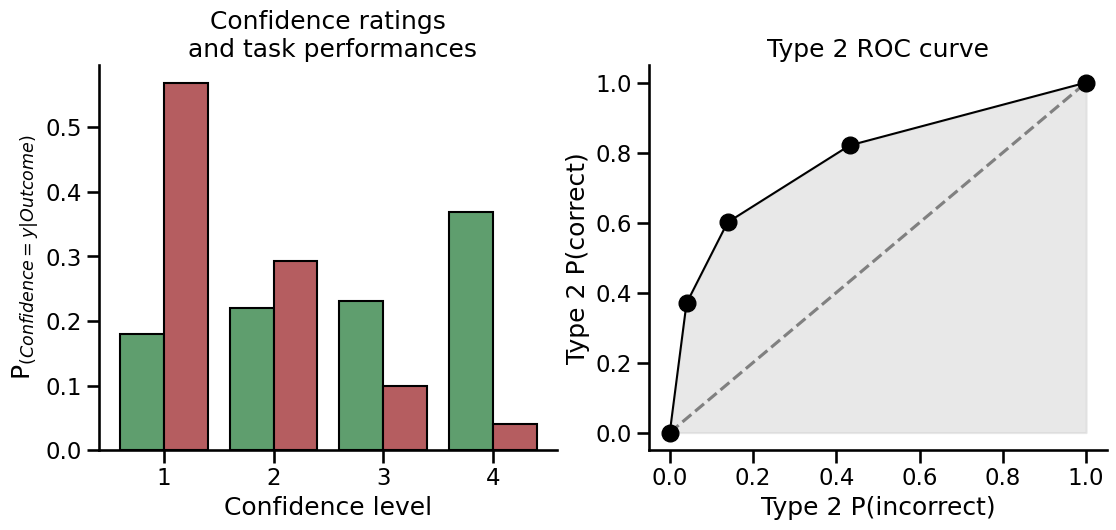 Confidence ratings
and task performances
P(Confidence = y|Outcome)
0.5
0.4
0.3
0.2
0.1
0.0
1 2 3 4
Confidence level
Type 2 ROC curve
Type 2 P(correct)
1.0
0.8
0.6
0.4
0.2
0.0
0.0 0.2 0.4 0.6 0.8 1.0
Type 2 P(incorrect)